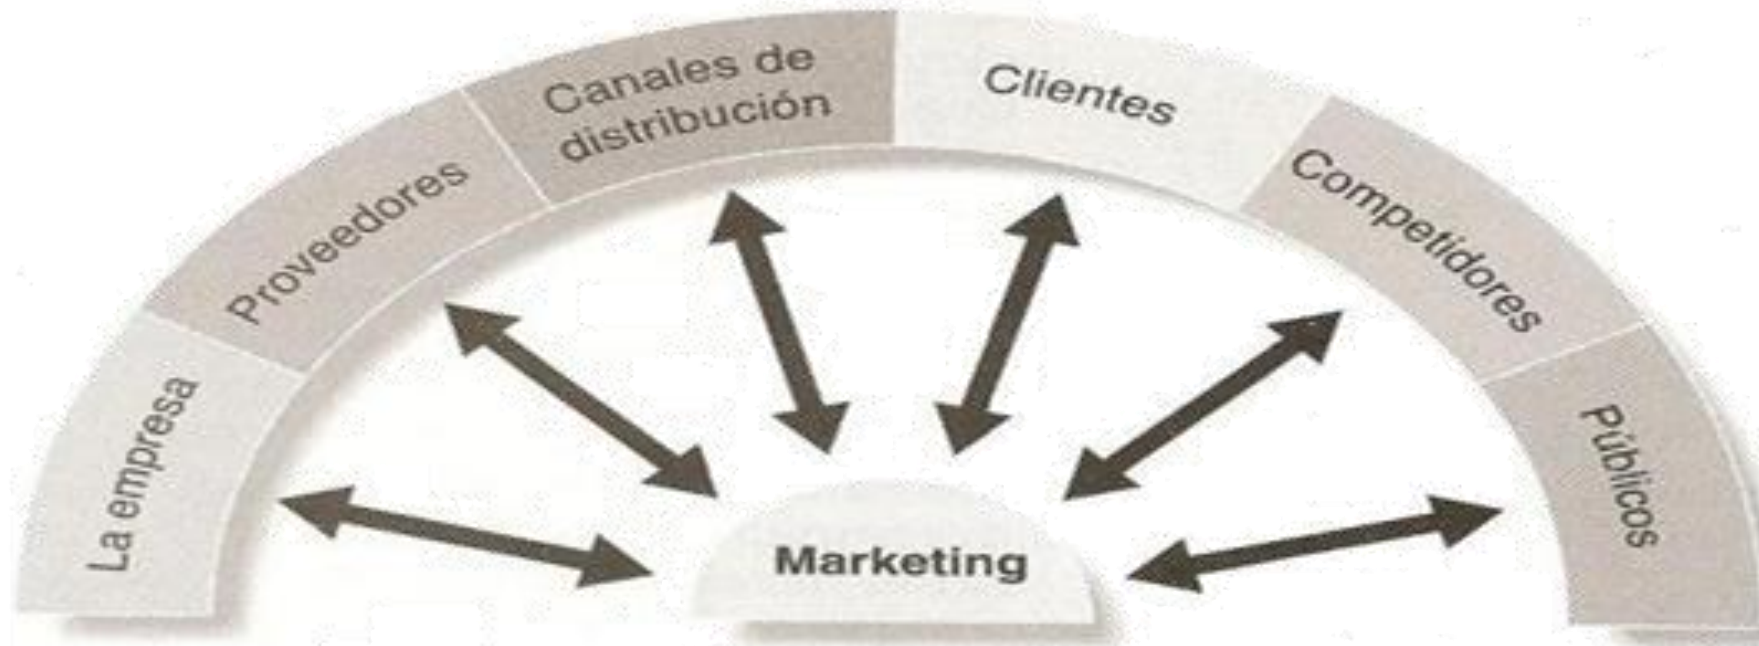 La empresa
Proveedores
Canales de
distribución
Clientes
Competidores
Públicos
Marketing